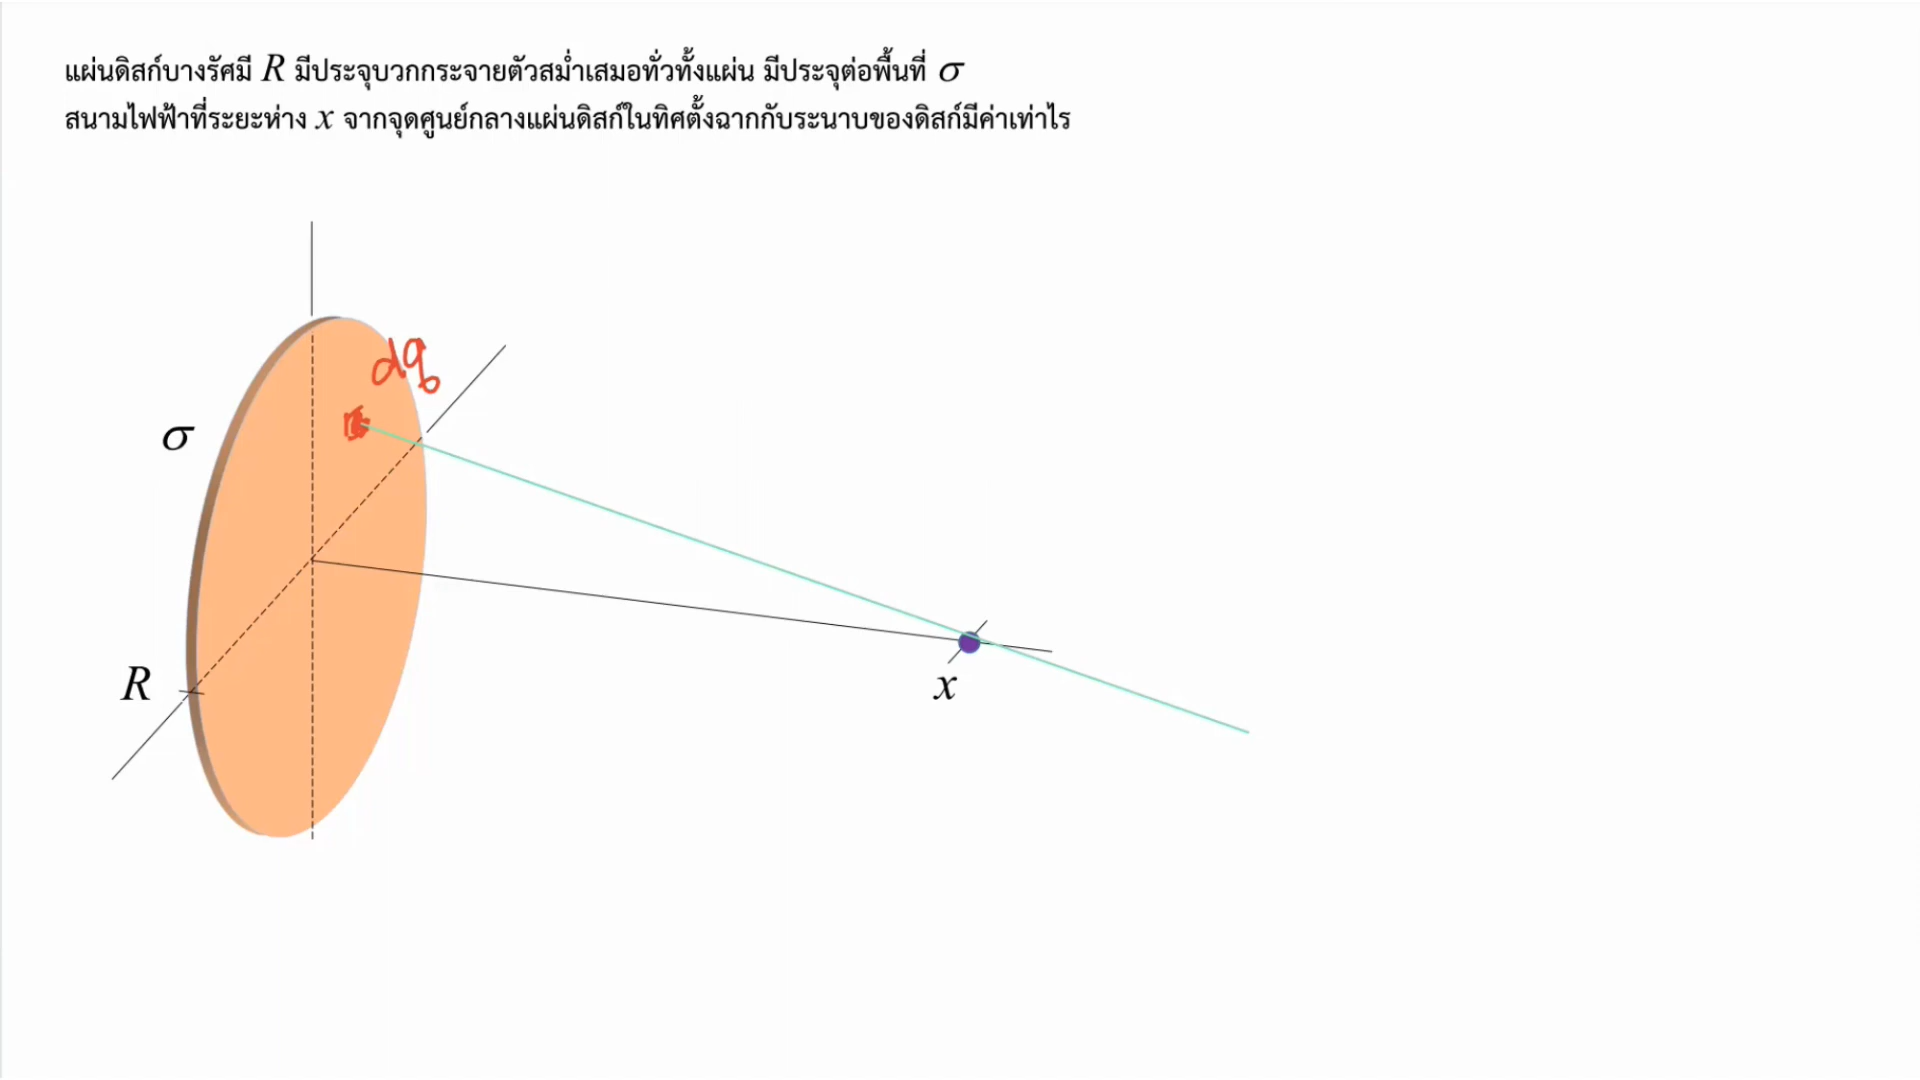 แผ่นดิสก์บางรัศมี R มีประจุบวกกระจายตัวสม่ำเสมอทั่วทั้งแผ่น มีประจุต่อพื้นที่ σ
สนามไฟฟ้าที่ระยะห่าง x จากจุดศูนย์กลางแผ่นดิสก์ในทิศตั้งฉากกับระนาบของดิสก์มีค่าเท่าไร
dq
σ
R
x